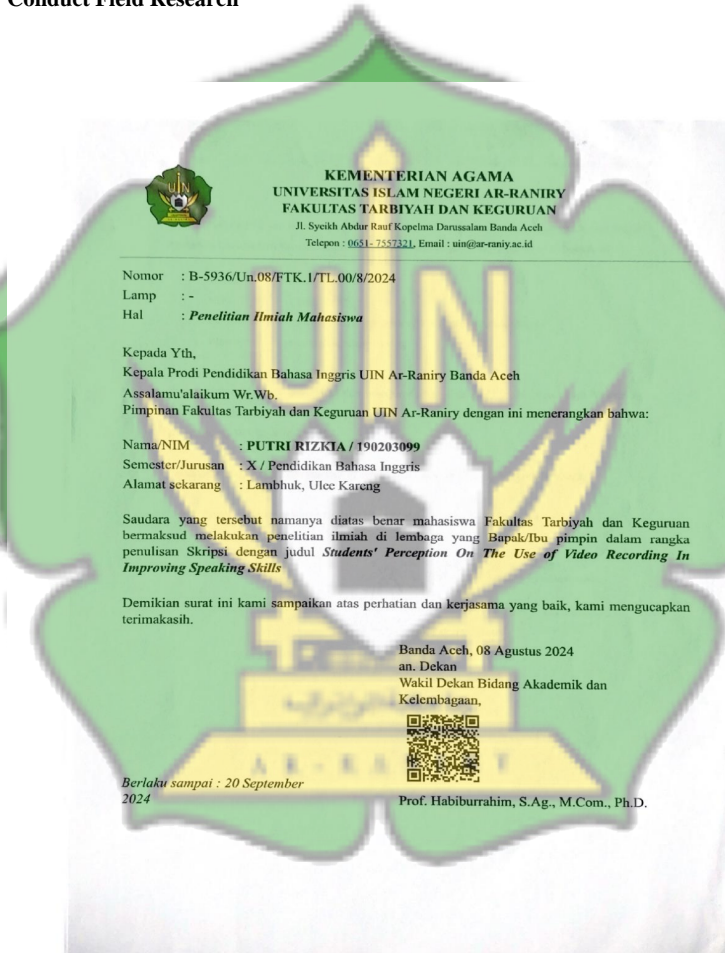 Conduct Field Research
KEMENTERIAN AGAMA
UNIVERSITAS ISLAM NEGERI AR-RANIRY
FAKULTAS TARBIYAH DAN KEGURUAN
Jl. Syeikh Abdur Rauf Kopelma Darussalam Banda Aceh
Telepon : 0651- 7557321, Email : uin@ar-raniy.ac.id
Nomor : B-5936/Un.08/FTK.1/TL.00/8/2024
Lamp : -
Hal : Penelitian Ilmiah Mahasiswa
Kepada Yth,
Kepala Prodi Pendidikan Bahasa Inggris UIN Ar-Raniry Banda Aceh
Assalamu'alaikum Wr.Wb.
Pimpinan Fakultas Tarbiyah dan Keguruan UIN Ar-Raniry dengan ini menerangkan bahwa:
Nama/NIM : PUTRI RIZKIA / 190203099
Semester/Jurusan : X / Pendidikan Bahasa Inggris
Alamat sekarang : Lambhuk, Ulee Kareng
Saudara yang tersebut namanya diatas benar mahasiswa Fakultas Tarbiyah dan Keguruan
bermaksud melakukan penelitian ilmiah di lembaga yang Bapak/Ibu pimpin dalam rangka
penulisan Skripsi dengan judul Students' Perception On The Use of Video Recording In
Improving Speaking Skills
Demikian surat ini kami sampaikan atas perhatian dan kerjasama yang baik, kami mengucapkan
terimakasih.
Banda Aceh, 08 Agustus 2024
an. Dekan
Wakil Dekan Bidang Akademik dan
Kelembagaan,
Berlaku sampai : 20 September
2024
Prof. Habiburrahim, S.Ag., M.Com., Ph.D.
UIN
AR-RANIRY